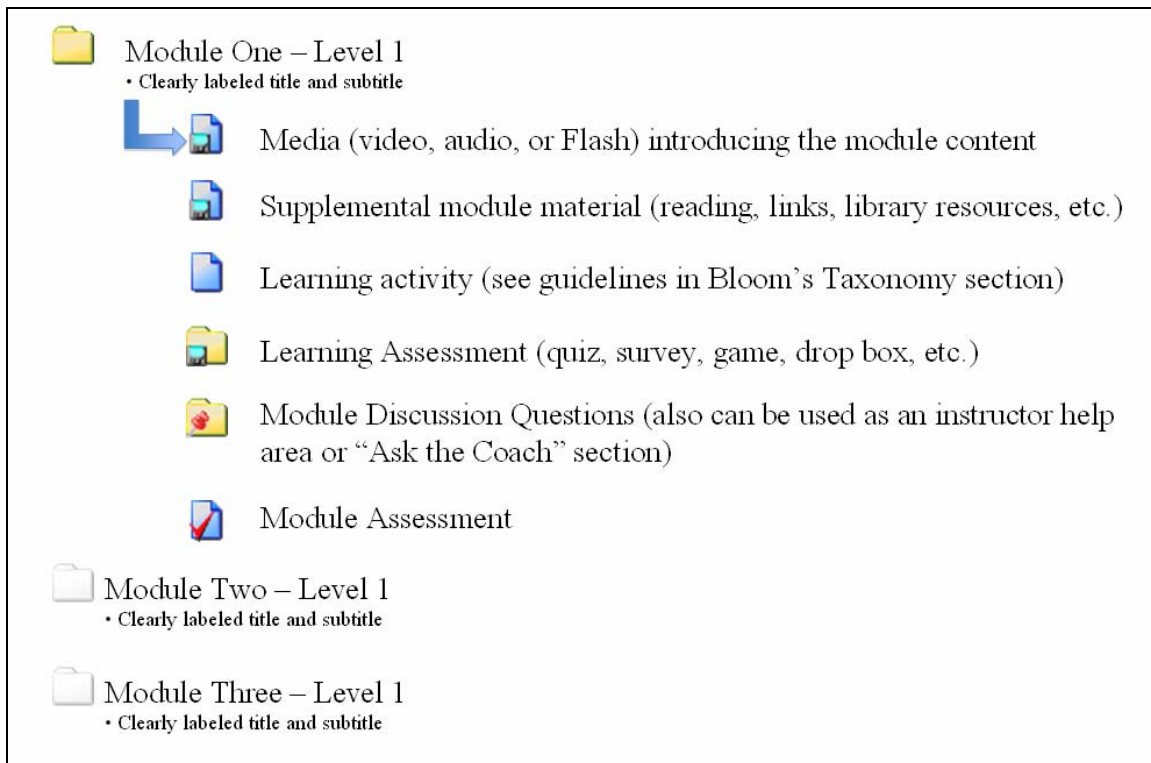 Module One – Level 1
• Clearly labeled title and subtitle
Media (video, audio, or Flash) introducing the module content
Supplemental module material (reading, links, library resources, etc.)
Learning activity (see guidelines in Bloom’s Taxonomy section)
Learning Assessment (quiz, survey, game, drop box, etc.)
Module Discussion Questions (also can be used as an instructor help
area or “Ask the Coach” section)
Module Assessment
Module Two – Level 1
• Clearly labeled title and subtitle
Module Three – Level 1
• Clearly labeled title and subtitle